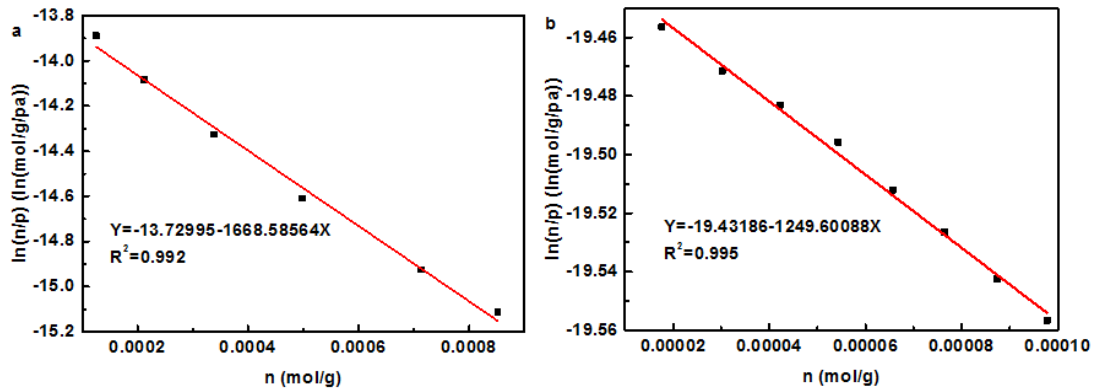 a
-13.8
-14.0
-14.2
-14.4
-14.6
-14.8
-15.0
-15.2
ln(n/p) (ln(mol/g/pa))
Y=-13.72995-1668.58564X
R²=0.992
0.0002
0.0004
0.0006
0.0008
n (mol/g)
b
-19.46
-19.48
-19.50
-19.52
-19.54
-19.56
ln(n/p) (ln(mol/g/pa))
Y=-19.43186-1249.60088X
R²=0.995
0.00002
0.00004
0.00006
0.00008
0.00010
n (mol/g)